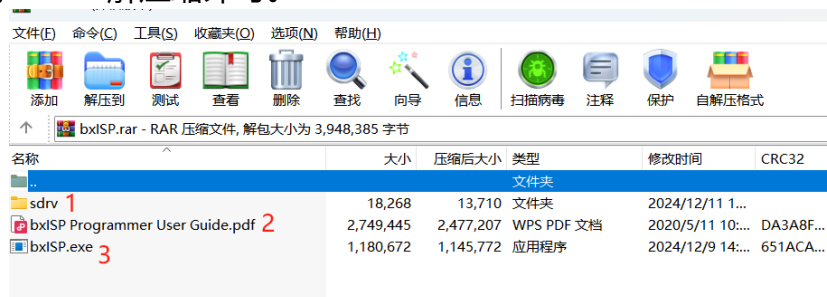 文件(F) 命令(C) 工具(S) 收藏夹(O) 选项(N) 帮助(H)
添加 解压到 测试 查看 删除 查找 向导 信息 扫描病毒 注释 保护 自解压格式
bxISP.rar - RAR 压缩文件, 解包大小为 3,948,385 字节
名称 大小 压缩后大小 类型 修改时间 CRC32
.. 文件夹
sdrv 1 18,268 13,710 文件夹 2024/12/11 1...
bxISP Programmer User Guide.pdf 2 2,749,445 2,477,207 WPS PDF 文档 2020/5/11 10:... DA3A8F...
bxISP.exe 3 1,180,672 1,145,772 应用程序 2024/12/9 14:... 651ACA...